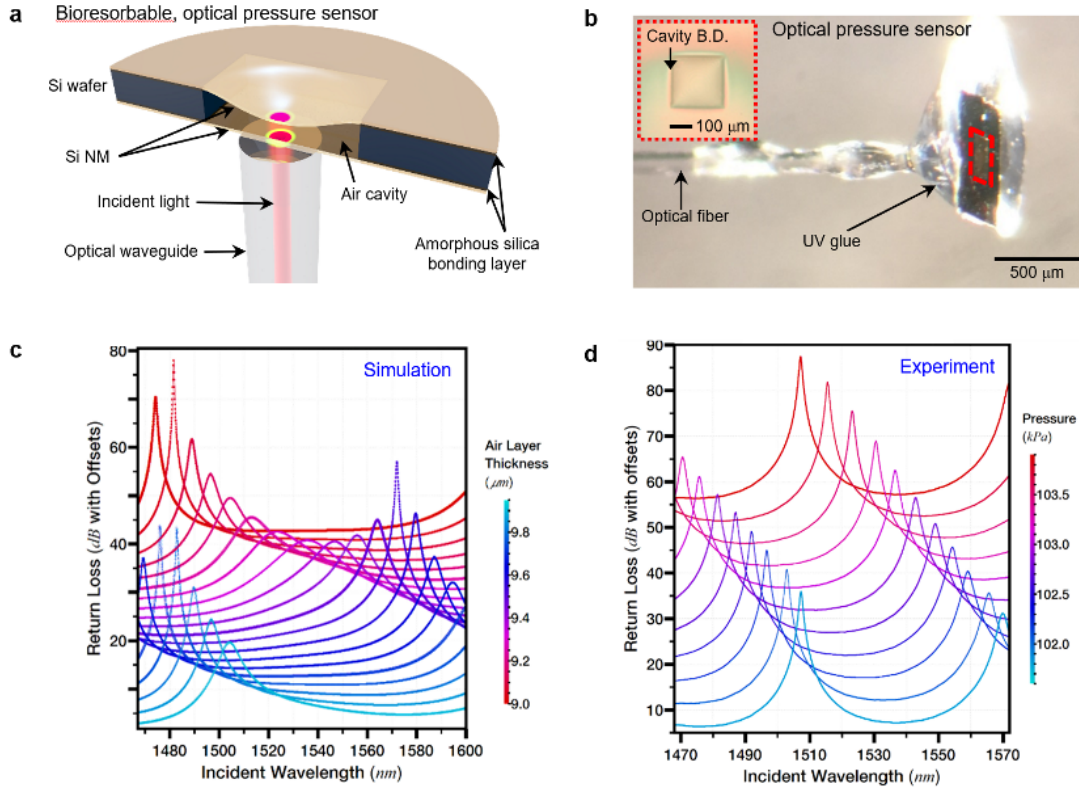 a
Bioresorbable, optical pressure sensor
Si wafer
Si NM
Air cavity
Incident light
Optical waveguide
Amorphous silica
bonding layer
b
Cavity B.D.
100 μm
Optical pressure sensor
Optical fiber
UV glue
500 μm
c
Simulation
Return Loss (dB with Offsets)
80
60
40
20
1480 1500 1520 1540 1560 1580 1600
Incident Wavelength (nm)
Air Layer
Thickness
(μm)
9.8
9.6
9.4
9.2
9.0
d
Experiment
Return Loss (dB with offsets)
90
80
70
60
50
40
30
20
10
1470 1490 1510 1530 1550 1570
Incident Wavelength (nm)
Pressure
(kPa)
103.5
103.0
102.5
102.0